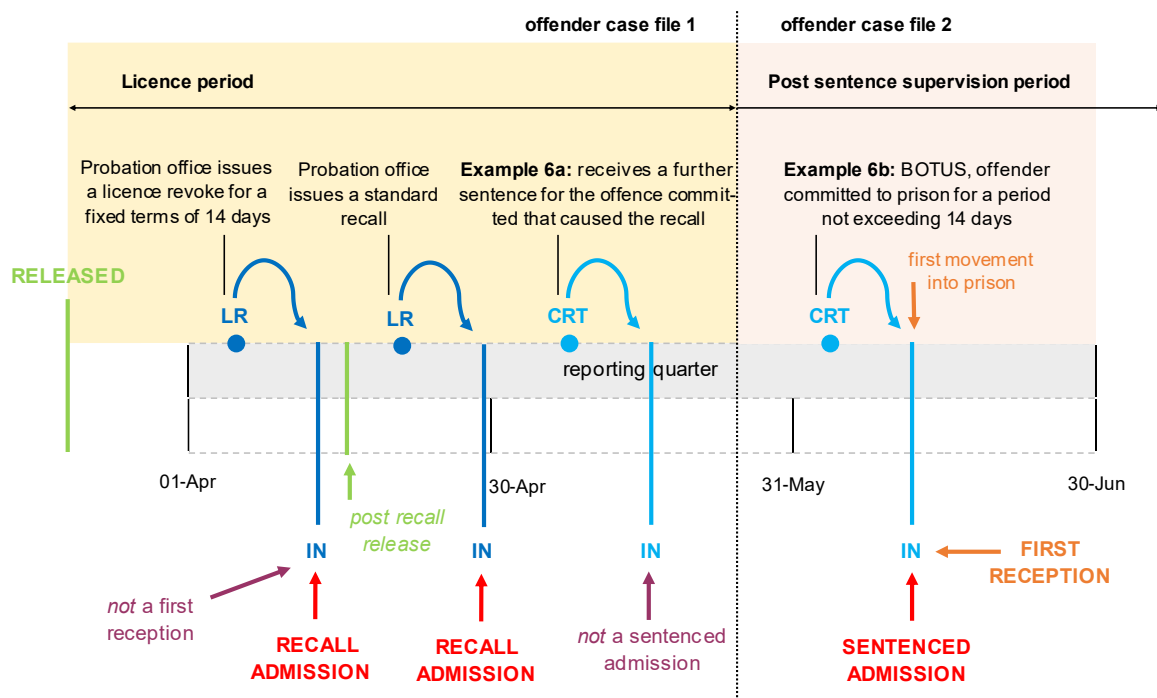 offender case file 1
offender case file 2
Licence period
Post sentence supervision period
Probation office issues
a licence revoke for a
fixed terms of 14 days
Probation office
issues a standard
recall
Example 6a: receives a further
sentence for the offence commit-
ted that caused the recall
Example 6b: BOTUS, offender
committed to prison for a period
not exceeding 14 days
RELEASED
first movement
into prison
LR
LR
CRT
CRT
reporting quarter
01-Apr
30-Apr
31-May
30-Jun
post recall
release
IN
IN
IN
IN
FIRST
RECEPTION
not a first
reception
RECALL
ADMISSION
RECALL
ADMISSION
not a sentenced
admission
SENTENCED
ADMISSION